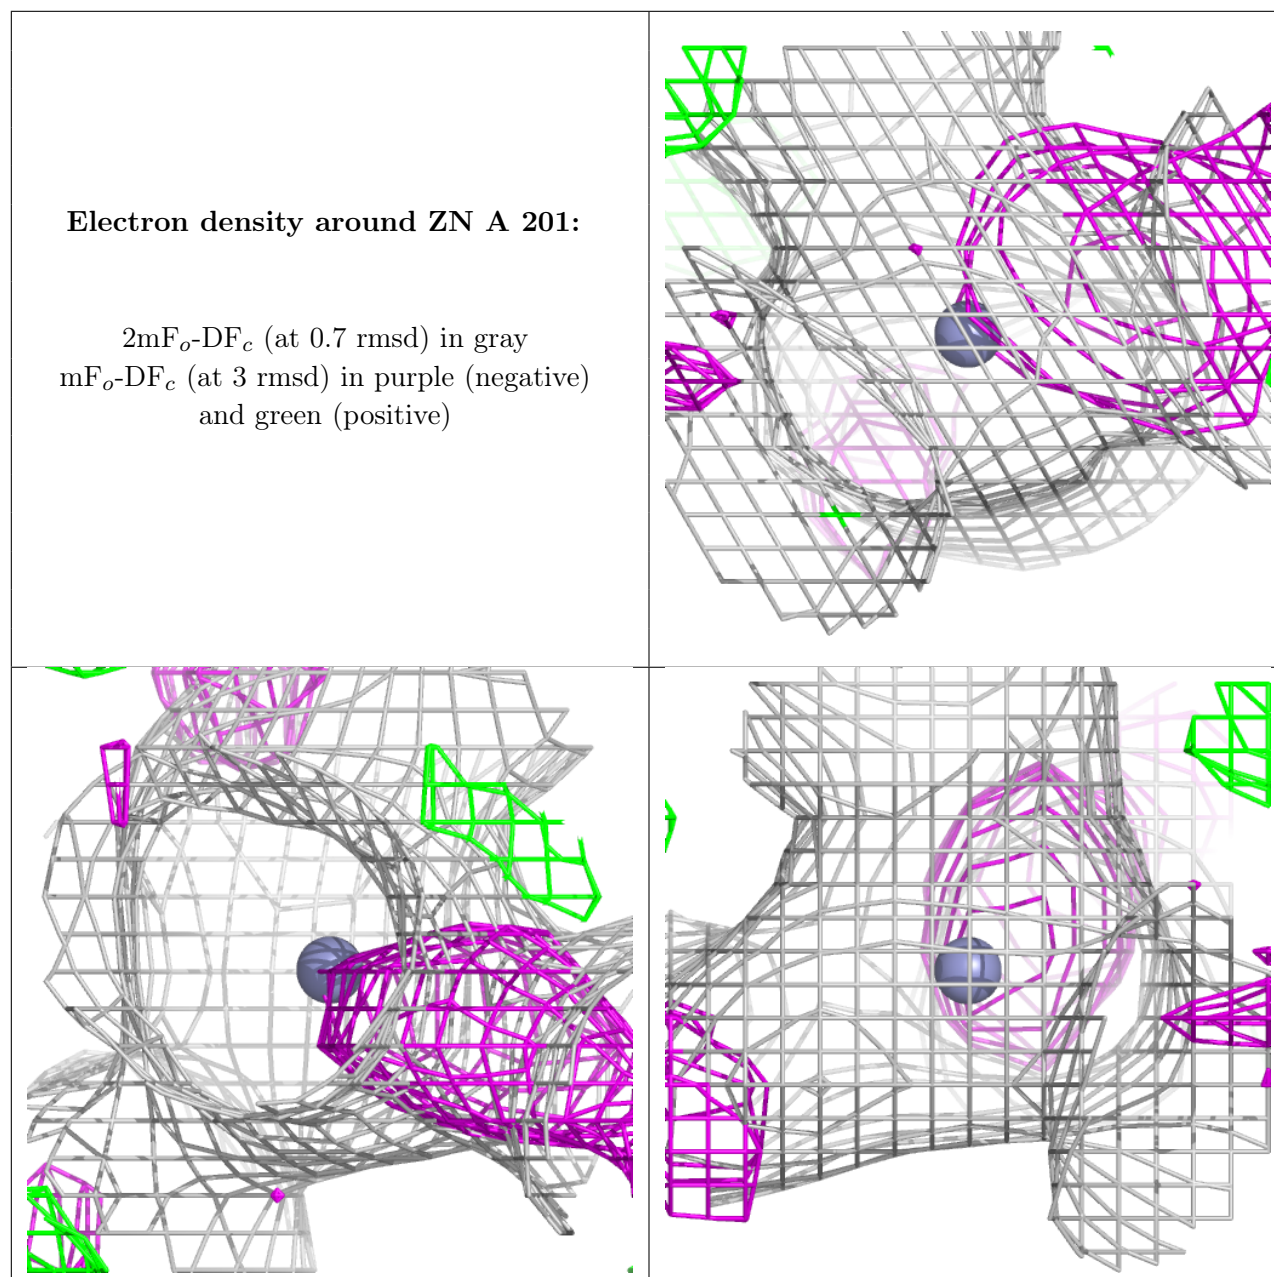 Electron density around ZN A 201:
2mFo-DFc (at 0.7 rmsd) in gray
mFo-DFc (at 3 rmsd) in purple (negative)
and green (positive)